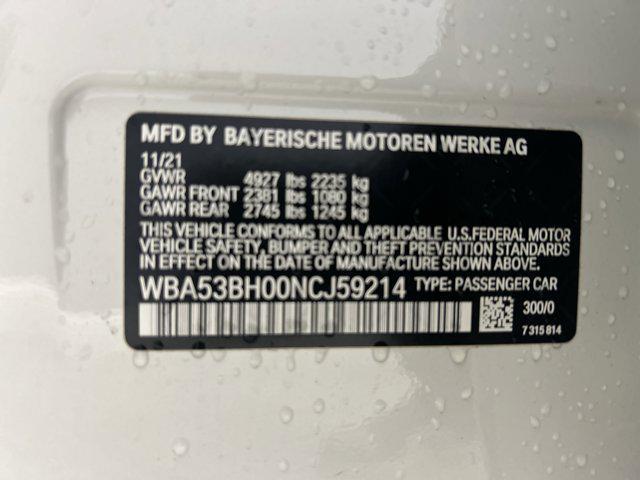 MFD BY BAYERISCHE MOTOREN WERKE AG
11/21
GVWR 4927 lbs 2235 kg
GAWR FRONT 2381 lbs 1080 kg
GAWR REAR 2745 lbs 1245 kg
THIS VEHICLE CONFORMS TO ALL APPLICABLE U.S.FEDERAL MOTOR
VEHICLE SAFETY, BUMPER AND THEFT PREVENTION STANDARDS
IN EFFECT ON THE DATE OF MANUFACTURE SHOWN ABOVE.
WBA53BH00NCJ59214 TYPE: PASSENGER CAR
300/0
7 315 814